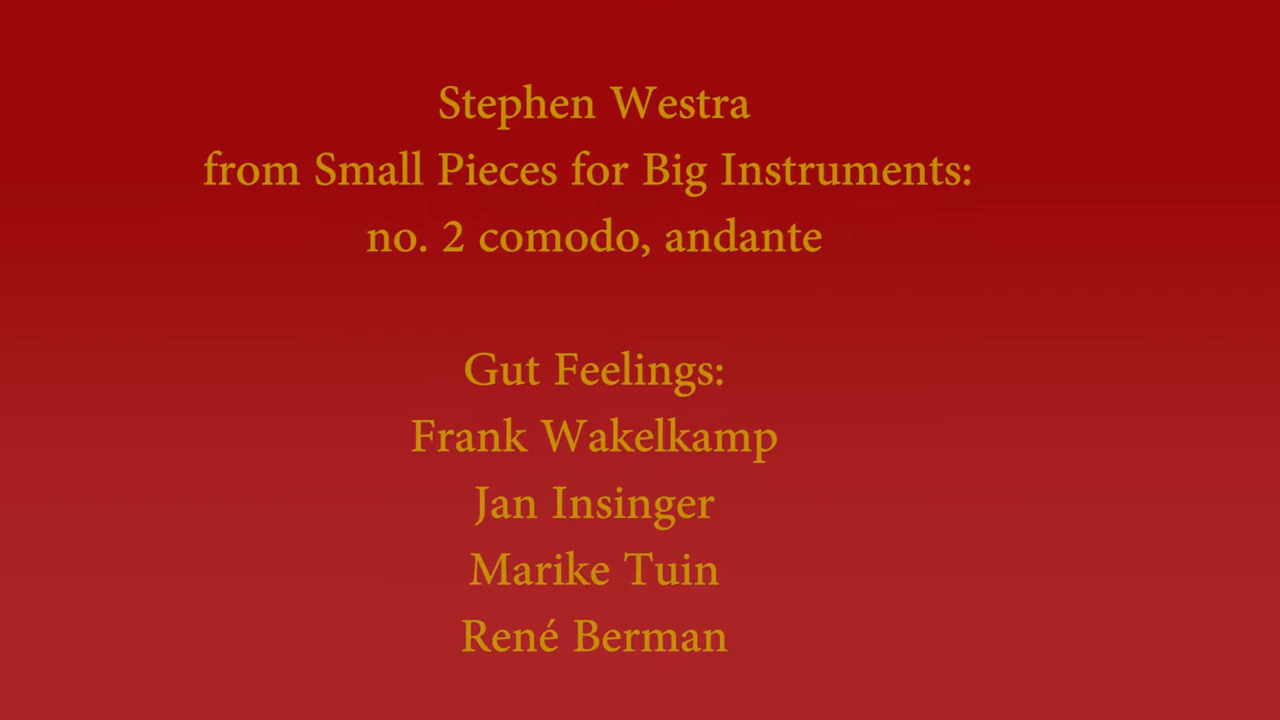 Stephen Westra
from Small Pieces for Big Instruments:
no. 2 comodo, andante
Gut Feelings:
Frank Wakelkamp
Jan Insinger
Marike Tuin
René Berman